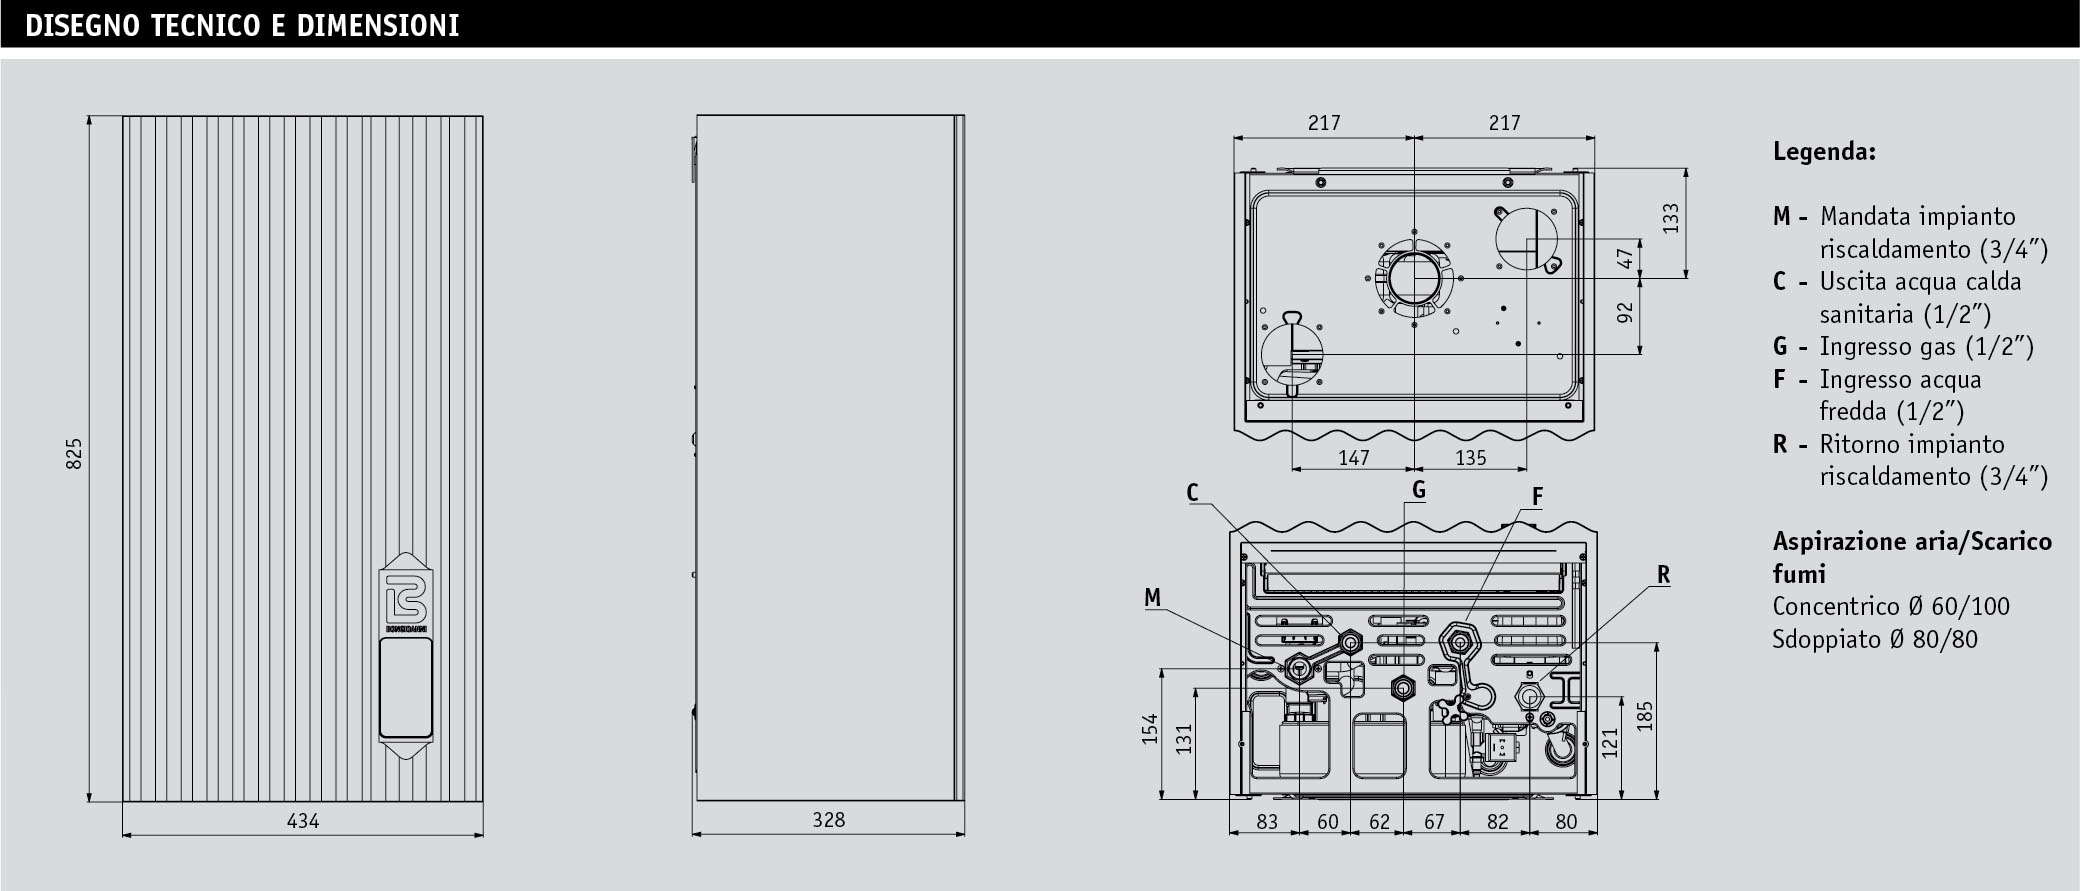 DISEGNO TECNICO E DIMENSIONI
825
434
BONGIOANNI
328
217
217
133
47
92
147
135
C
G
F
M
R
154
131
121
185
83
60
62
67
82
80
Legenda:
M - Mandata impianto
riscaldamento (3/4”)
C - Uscita acqua calda
sanitaria (1/2”)
G - Ingresso gas (1/2”)
F - Ingresso acqua
fredda (1/2”)
R - Ritorno impianto
riscaldamento (3/4”)
Aspirazione aria/Scarico
fumi
Concentrico Ø 60/100
Sdoppiato Ø 80/80